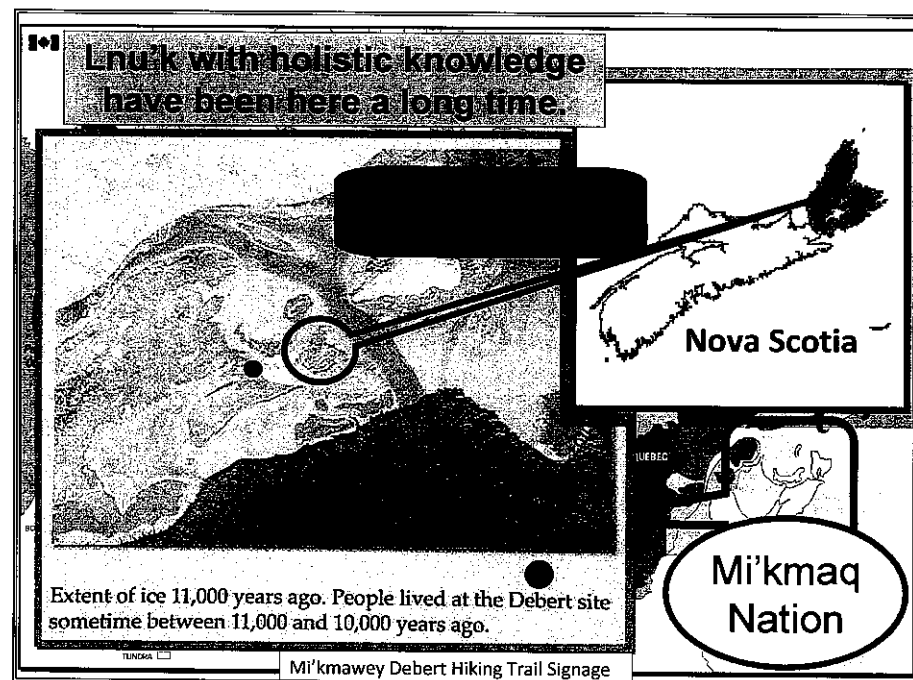 Lnu'k with holistic knowledge
have been here a long time.
Nova Scotia
QUEBEC
Mi'kmaq
Nation
Extent of ice 11,000 years ago. People lived at the Debert site
sometime between 11,000 and 10,000 years ago.
TUNDRA
Mi'kmawey Debert Hiking Trail Signage